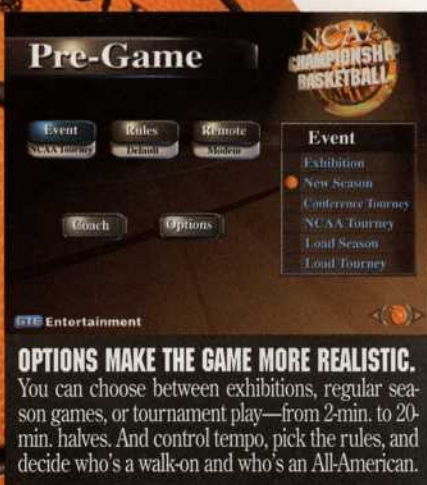 Pre-Game
NCAA
CHAMPIONSHIP
BASKETBALL
Event
NCAA Tourney
Rules
Default
Remote
Modem
Coach
Options
Event
Exhibition
New Season
Conference Tourney
NCAA Tourney
Load Season
Load Tourney
GTE Entertainment
OPTIONS MAKE THE GAME MORE REALISTIC.
You can choose between exhibitions, regular sea-
son games, or tournament play—from 2-min. to 20-
min. halves. And control tempo, pick the rules, and
decide who's a walk-on and who's an All-American.